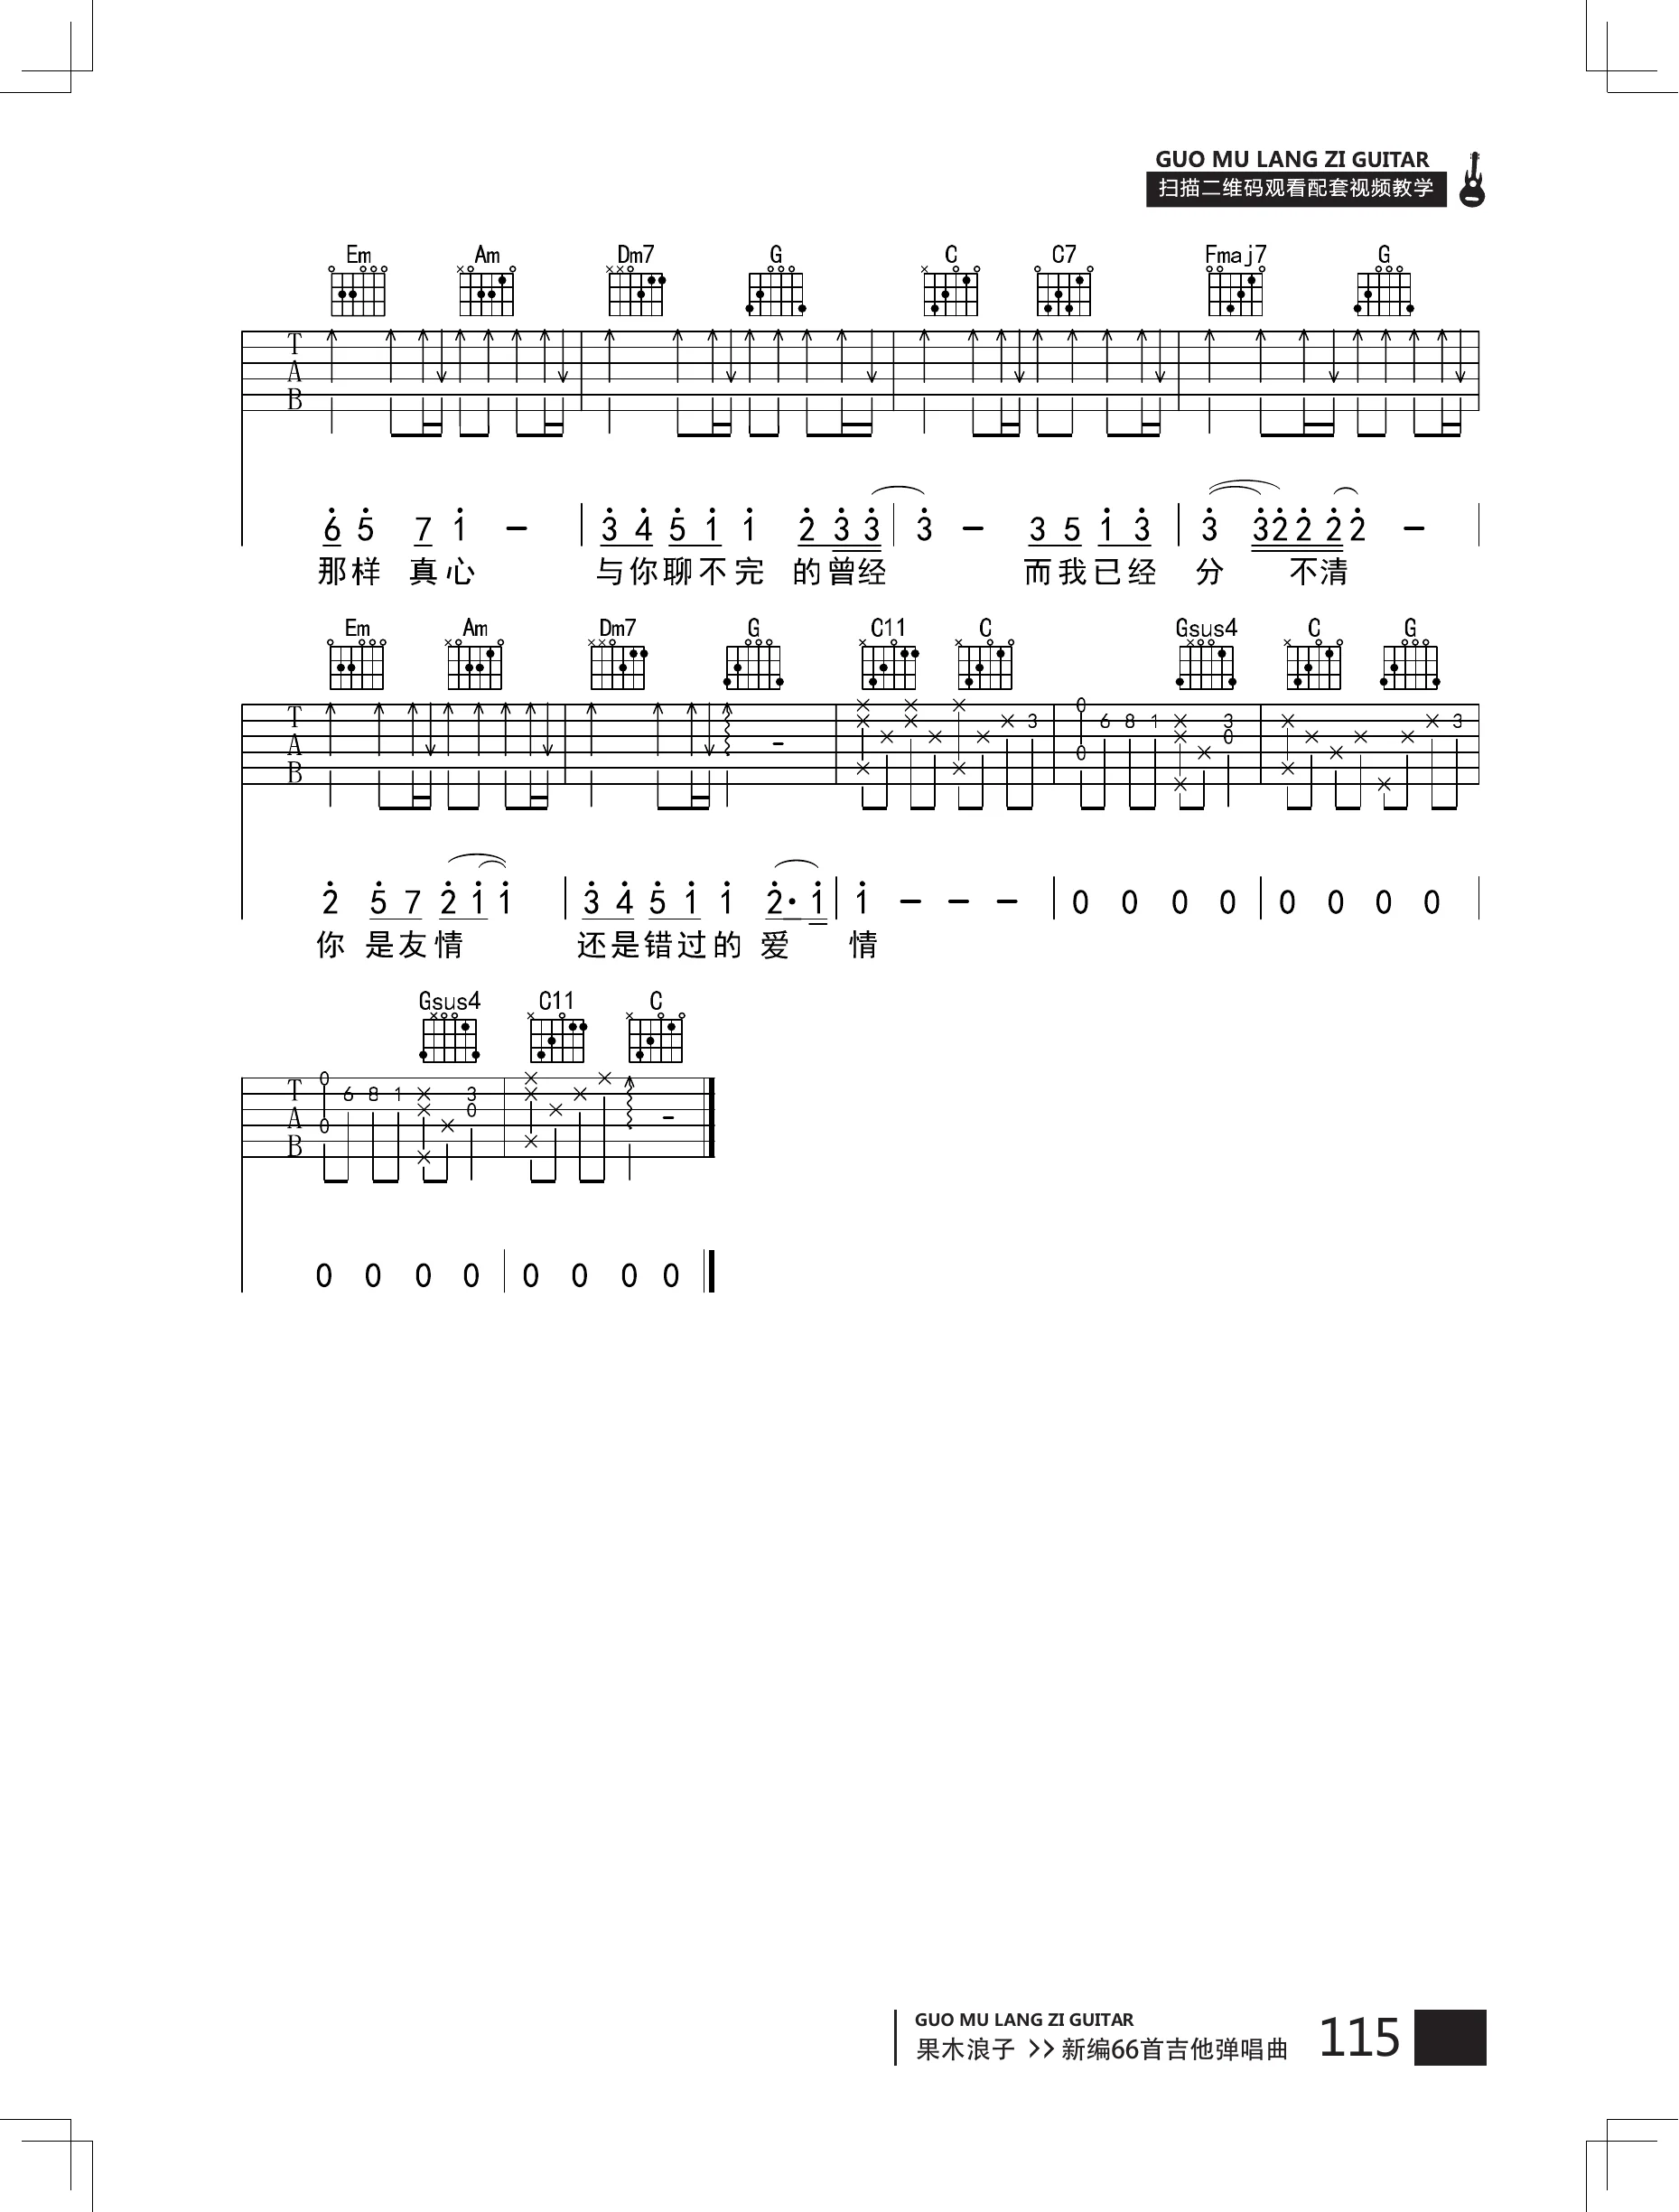 GUO MU LANG ZI GUITAR
扫描二维码观看配套视频教学
Em Am Dm7 G C C7 Fmaj7 G
T
A
B
6 5 7 1 - 3 4 5 1 1 2 3 3 3 - 3 5 1 3 3 3 2 2 2 2 -
那样 真心 与你聊不完 的曾经 而我已经 分 不清
Em Am Dm7 G C11 C Gsus4 C G
T
A
B
3 0 0 6 8 1 3 0 3
2 5 7 2 1 1 3 4 5 1 1 2· 1 1 - - - 0 0 0 0 0 0 0 0
你 是友情 还是错过的 爱 情
Gsus4 C11 C
T
A
B
0 0 6 8 1 3 0
0 0 0 0 0 0 0 0
GUO MU LANG ZI GUITAR
果木浪子 >> 新编66首吉他弹唱曲 115